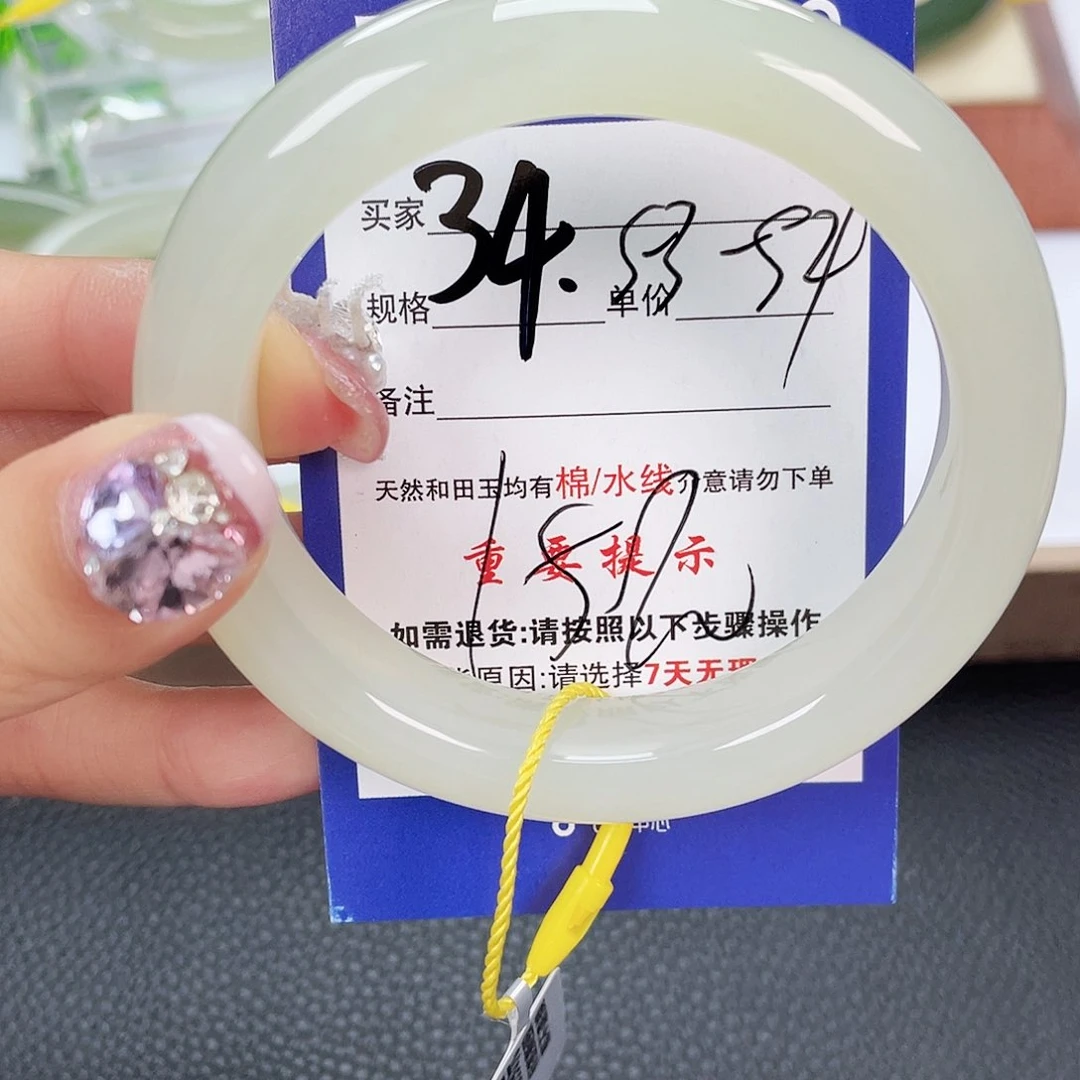 买家 34. 53-54
规格 单价
备注
天然和田玉均有棉/水线介意请勿下单
重要提示
如需退货:请按照以下步骤操作
原因:请选择7天无理
中心